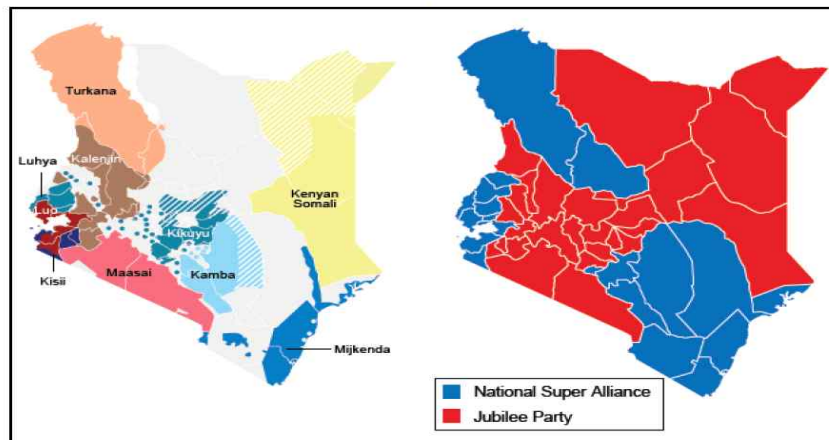 Turkana
Luhya
Kalenjin
Luo
Kikuyu
Kenyan
Somali
Maasai
Kamba
Kisii
Mijkenda
National Super Alliance
Jubilee Party